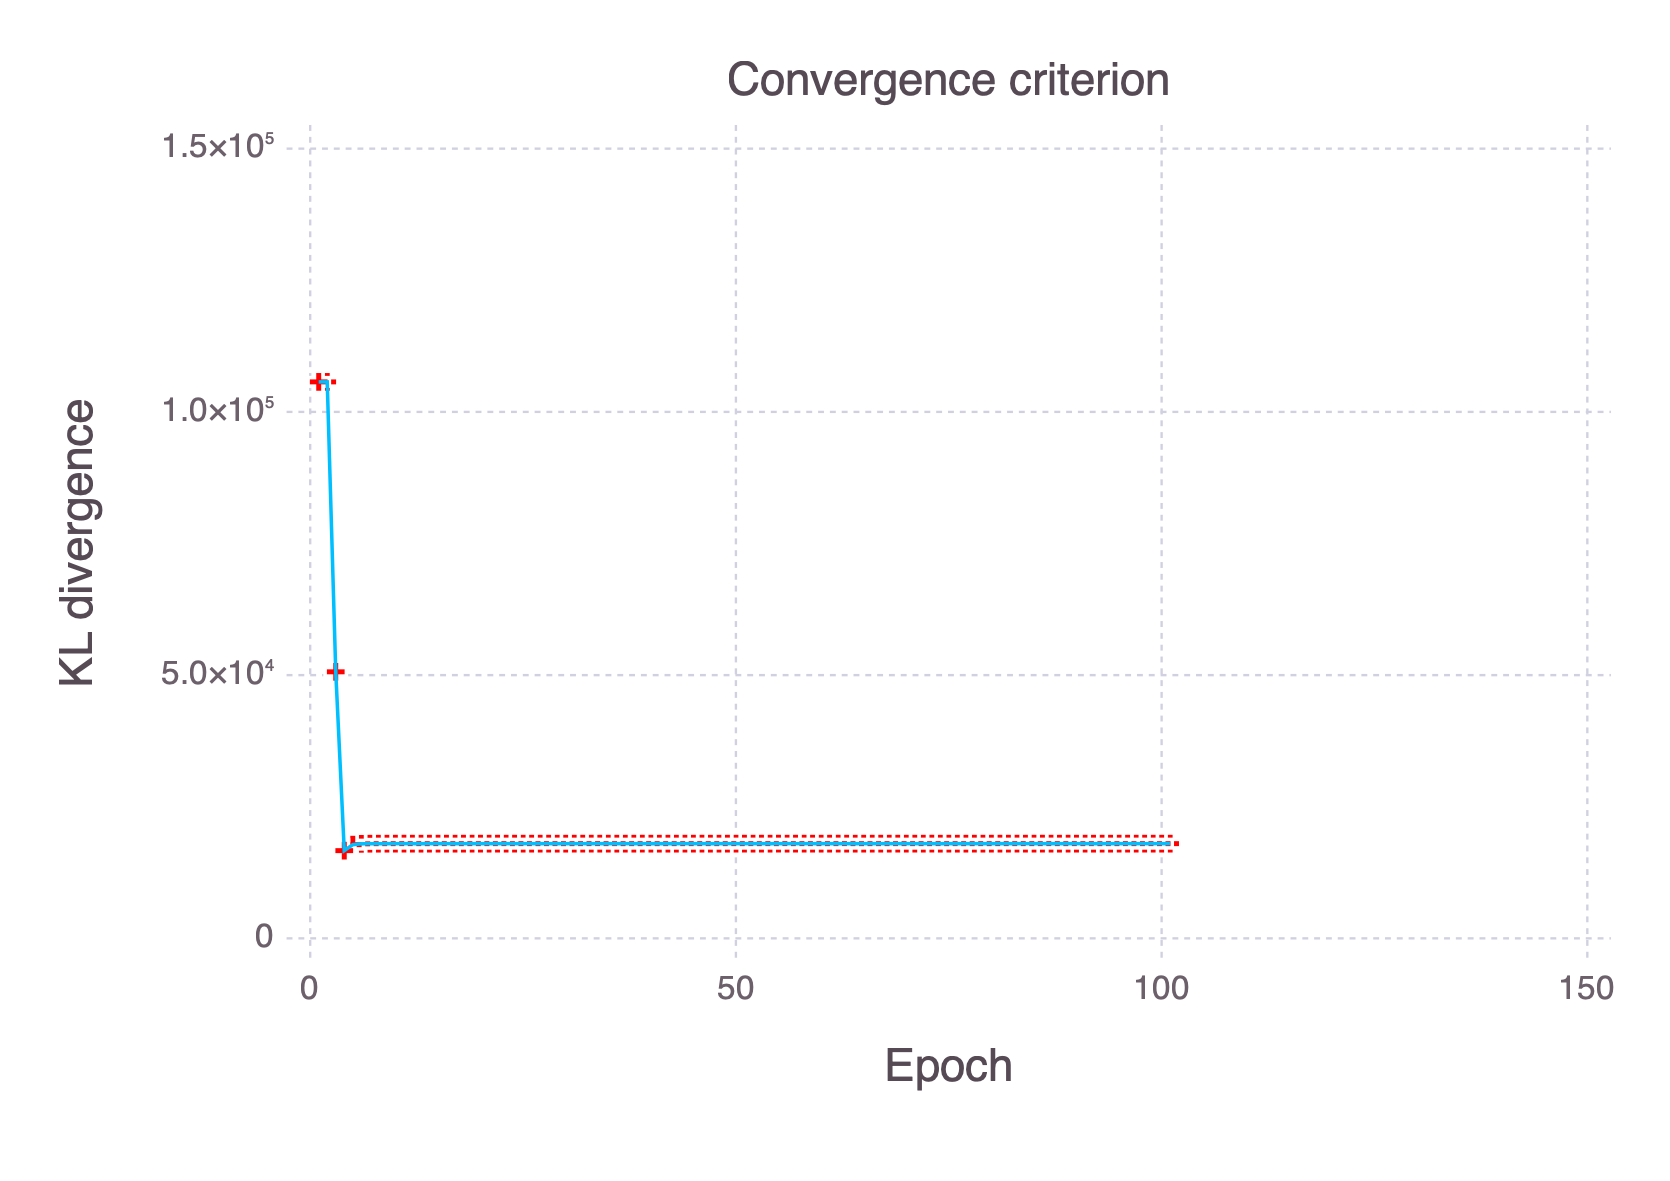 Convergence criterion
1.5×10⁵
1.0×10⁵
5.0×10⁴
0
KL divergence
0 50 100 150
Epoch